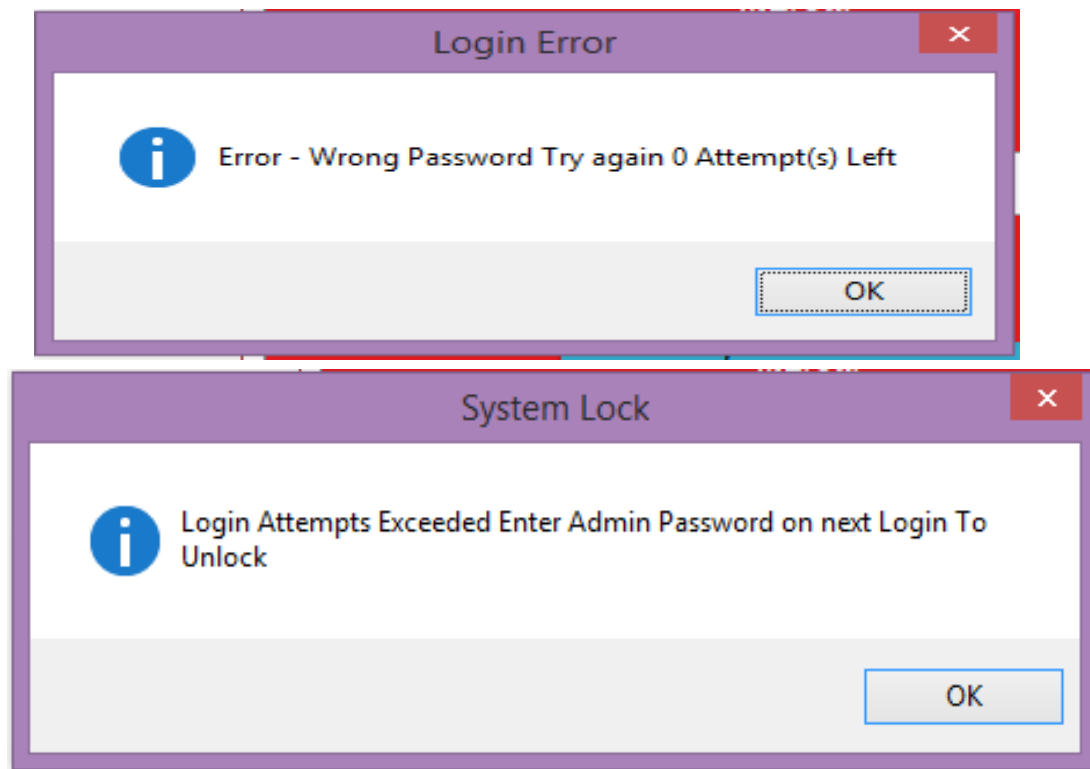 Login Error
Error - Wrong Password Try again 0 Attempt(s) Left
OK
System Lock
Login Attempts Exceeded Enter Admin Password on next Login To
Unlock
OK